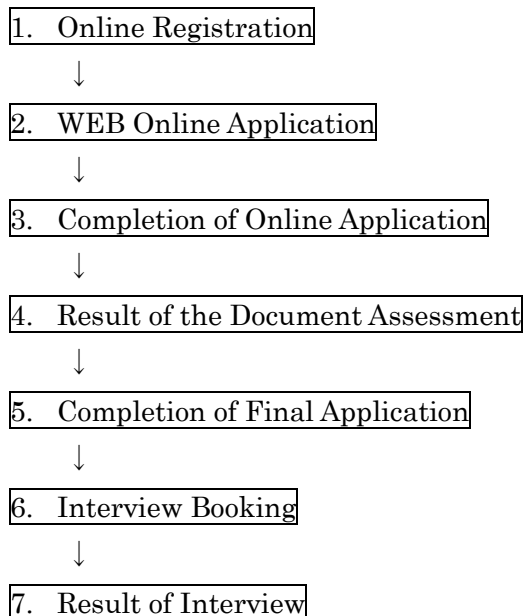 1. Online Registration
↓
2. WEB Online Application
↓
3. Completion of Online Application
↓
4. Result of the Document Assessment
↓
5. Completion of Final Application
↓
6. Interview Booking
↓
7. Result of Interview